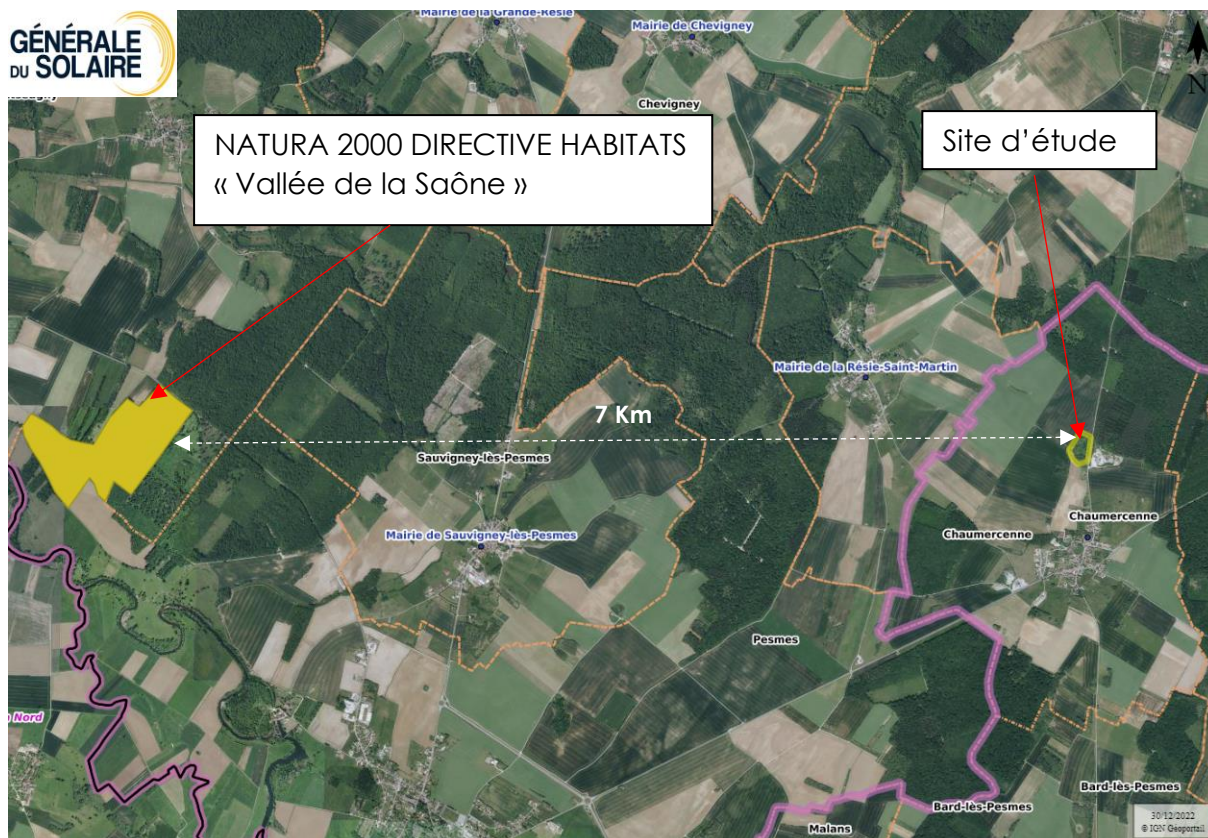 Mairie de la Grande-Résie
Mairie de Chevigney
GÉNÉRALE
DU SOLAIRE
N
Chevigney
NATURA 2000 DIRECTIVE HABITATS
« Vallée de la Saône »
Site d’étude
Mairie de la Résie-Saint-Martin
7 Km
Sauvigney-lès-Pesmes
Chaumercenne
Mairie de Sauvigney-lès-Pesmes
Chaumercenne
Pesmes
Nord
Bard-lès-Pesmes
Bard-lès-Pesmes
Malans
30/12/2022
© IGN Geoportail